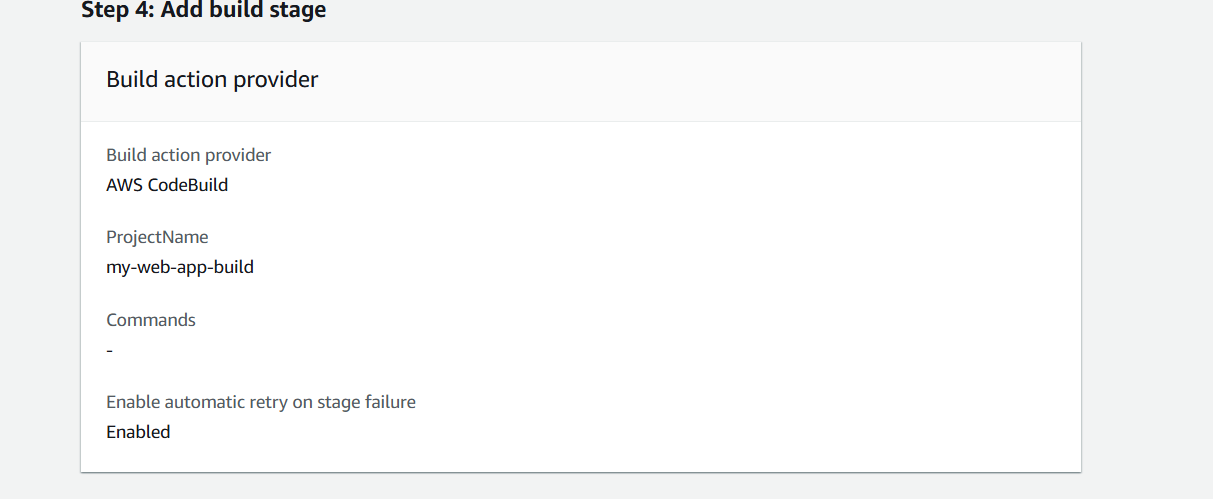 Step 4: Add build stage
Build action provider
Build action provider
AWS CodeBuild
ProjectName
my-web-app-build
Commands
-
Enable automatic retry on stage failure
Enabled